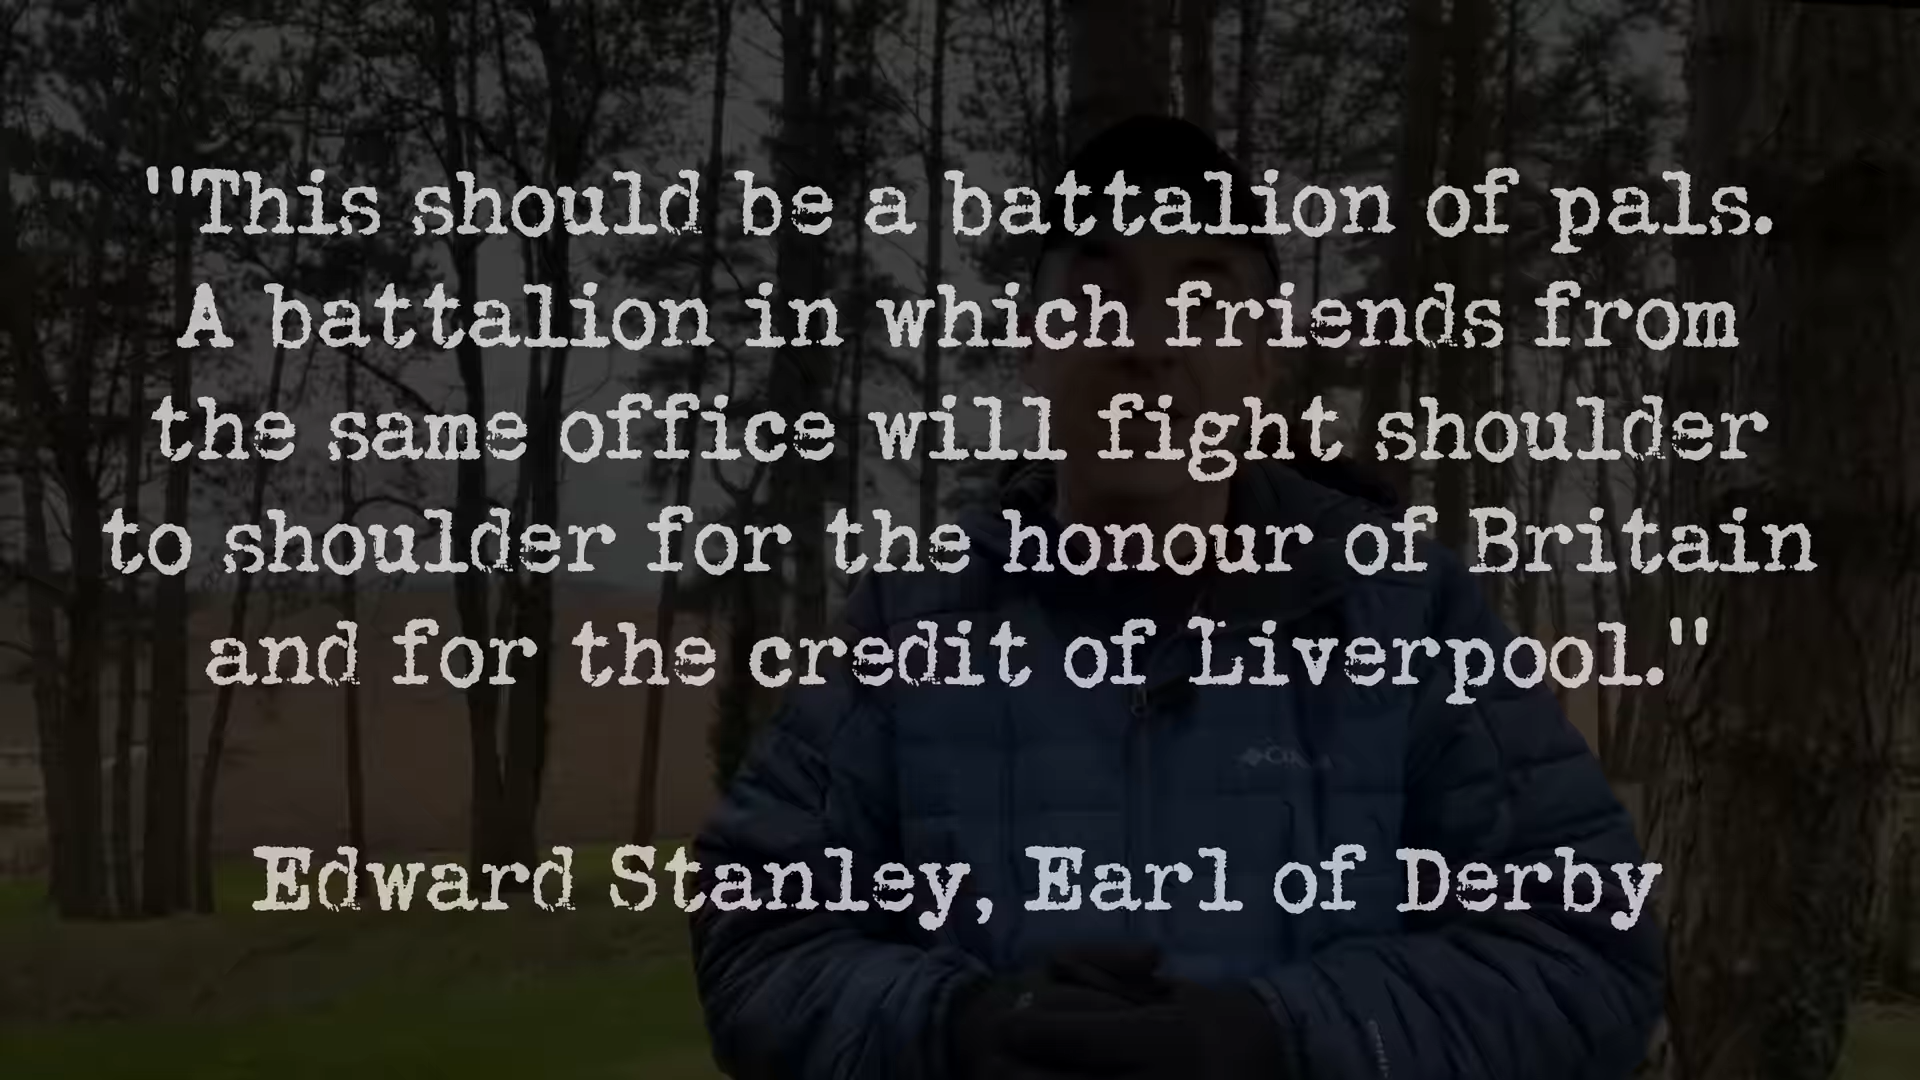 "This should be a battalion of pals.
A battalion in which friends from
the same office will fight shoulder
to shoulder for the honour of Britain
and for the credit of Liverpool."
Edward Stanley, Earl of Derby